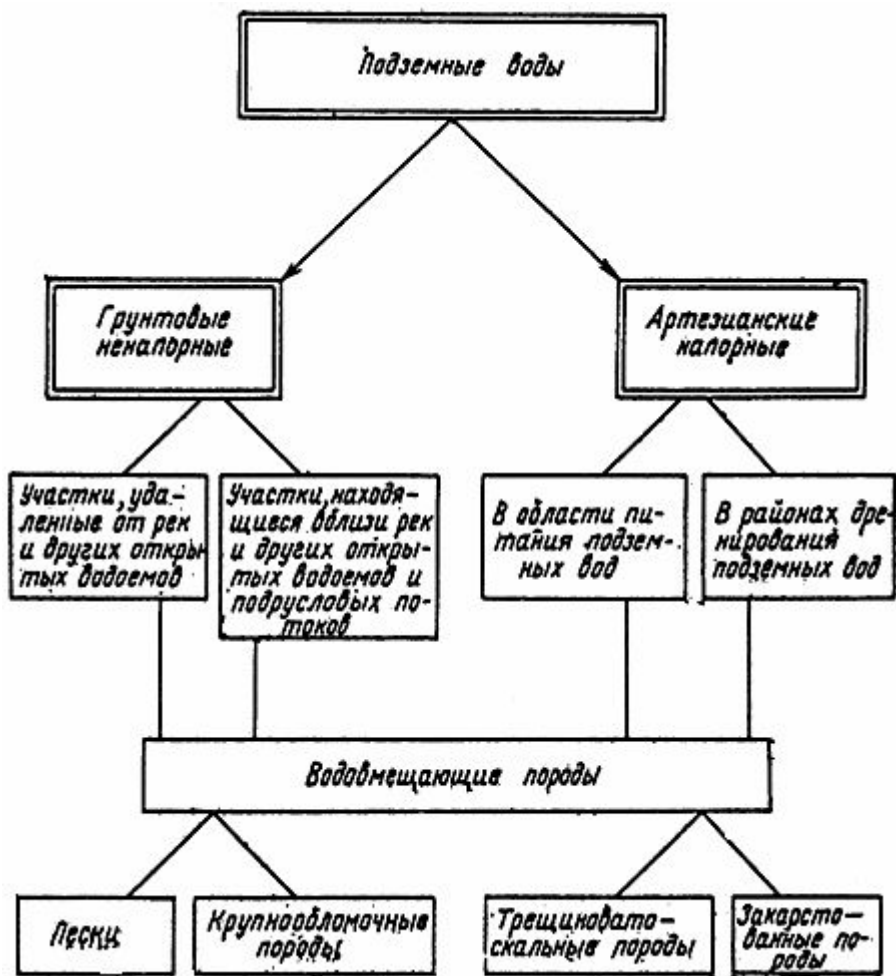 Подземные воды
Грунтовые
ненапорные
Артезианские
напорные
Участки, уда-
ленные от рек
и других откры
тых водоемов
Участки, находя-
щиеся вблизи рек
и других откры-
тых водоемов и
подрусловых по-
токов
В области пи-
тания подзем-
ных вод
В районах дре-
нирования
подземных вод
Водовмещающие породы
Пески
Крупнообломочные
породы
Трещиновато-
скальные породы
Закарсто-
ванные по-
роды